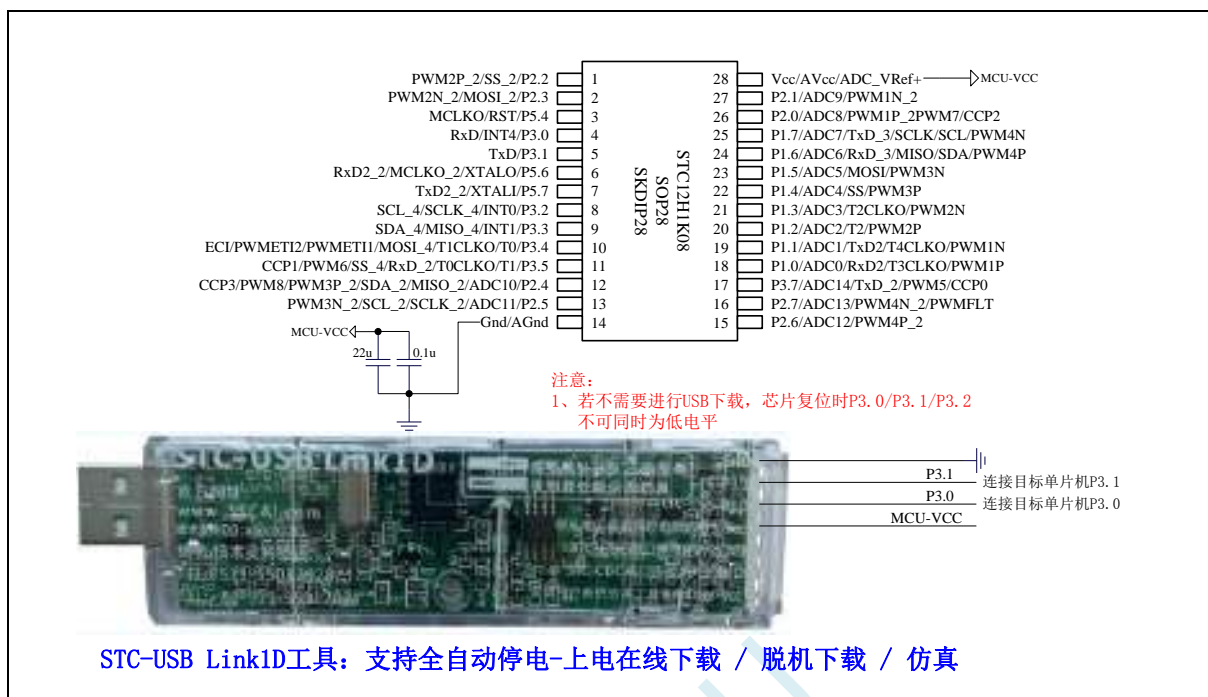 PWM2P_2/SS_2/P2.2 1 28 Vcc/AVcc/ADC_VRef+ MCU-VCC
PWM2N_2/MOSI_2/P2.3 2 27 P2.1/ADC9/PWM1N_2
MCLKO/RST/P5.4 3 26 P2.0/ADC8/PWM1P_2PWM7/CCP2
RxD/INT4/P3.0 4 25 P1.7/ADC7/TxD_3/SCLK/SCL/PWM4N
TxD/P3.1 5 24 P1.6/ADC6/RxD_3/MISO/SDA/PWM4P
RxD2_2/MCLKO_2/XTALO/P5.6 6 23 P1.5/ADC5/MOSI/PWM3N
TxD2_2/XTALI/P5.7 7 22 P1.4/ADC4/SS/PWM3P
SCL_4/SCLK_4/INT0/P3.2 8 21 P1.3/ADC3/T2CLKO/PWM2N
SDA_4/MISO_4/INT1/P3.3 9 20 P1.2/ADC2/T2/PWM2P
ECI/PWMETI2/PWMETI1/MOSI_4/T1CLKO/T0/P3.4 10 19 P1.1/ADC1/TxD2/T4CLKO/PWM1N
CCP1/PWM6/SS_4/RxD_2/T0CLKO/T1/P3.5 11 18 P1.0/ADC0/RxD2/T3CLKO/PWM1P
CCP3/PWM8/PWM3P_2/SDA_2/MISO_2/ADC10/P2.4 12 17 P3.7/ADC14/TxD_2/PWM5/CCP0
PWM3N_2/SCL_2/SCLK_2/ADC11/P2.5 13 16 P2.7/ADC13/PWM4N_2/PWMFLT
Gnd/AGnd 14 15 P2.6/ADC12/PWM4P_2
STC12H1K08
SOP28
SKDIP28
MCU-VCC
22u 0.1u
注意：
1、若不需要进行USB下载，芯片复位时P3.0/P3.1/P3.2
不可同时为低电平
STC-USB Link1D
P3.1 连接目标单片机P3.1
P3.0 连接目标单片机P3.0
MCU-VCC
STC-USB Link1D工具：支持全自动停电-上电在线下载 / 脱机下载 / 仿真